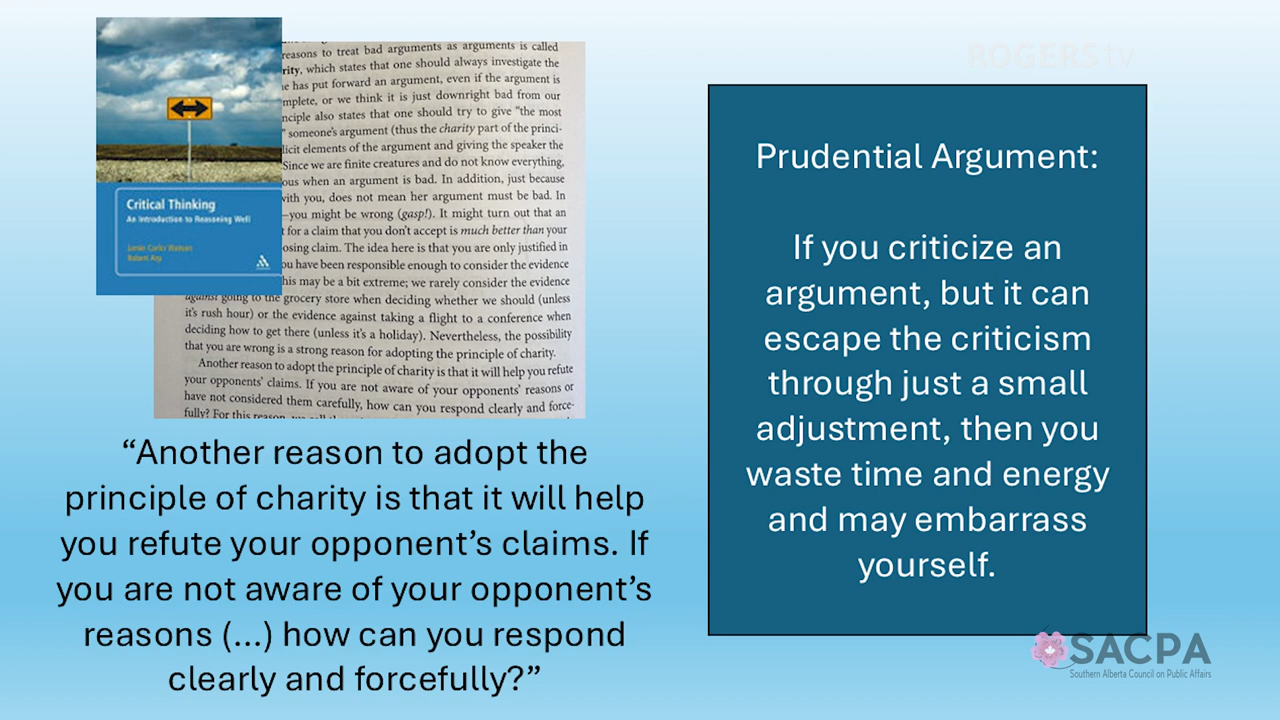 ROGERS tv
Critical Thinking
An Introduction to Reasoning Well
Jamie Carlin Watson
Robert Arp
reasons to treat bad arguments as arguments is called
rity, which states that one should always investigate the
e has put forward an argument, even if the argument is
mplete, or we think it is just downright bad from our
nciple also states that one should try to give "the most
" someone's argument (thus the charity part of the princi-
licit elements of the argument and giving the speaker the
Since we are finite creatures and do not know everything,
ous when an argument is bad. In addition, just because
with you, does not mean her argument must be bad. In
—you might be wrong (gasp!). It might turn out that an
t for a claim that you don't accept is much better than your
osing claim. The idea here is that you are only justified in
ou have been responsible enough to consider the evidence
his may be a bit extreme; we rarely consider the evidence
against going to the grocery store when deciding whether we should (unless
it's rush hour) or the evidence against taking a flight to a conference when
deciding how to get there (unless it's a holiday). Nevertheless, the possibility
that you are wrong is a strong reason for adopting the principle of charity.
Another reason to adopt the principle of charity is that it will help you refute
your opponents' claims. If you are not aware of your opponents' reasons or
have not considered them carefully, how can you respond clearly and force-
fully? For this reason, we call the
“Another reason to adopt the
principle of charity is that it will help
you refute your opponent’s claims. If
you are not aware of your opponent’s
reasons (...) how can you respond
clearly and forcefully?”
Prudential Argument:
If you criticize an
argument, but it can
escape the criticism
through just a small
adjustment, then you
waste time and energy
and may embarrass
yourself.
SACPA
Southern Alberta Council on Public Affairs